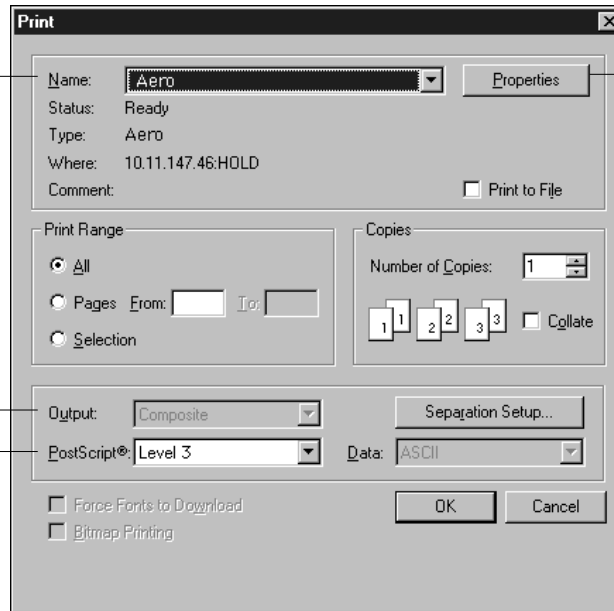 Print
Name: Aero Properties
Status: Ready
Type: Aero
Where: 10.11.147.46:HOLD
Comment: Print to File
Print Range
All
Pages From: To:
Selection
Copies
Number of Copies: 1
1 1 2 2 3 3 Collate
Output: Composite Separation Setup...
PostScript®: Level 3 Data: ASCII
Force Fonts to Download
Bitmap Printing
OK Cancel